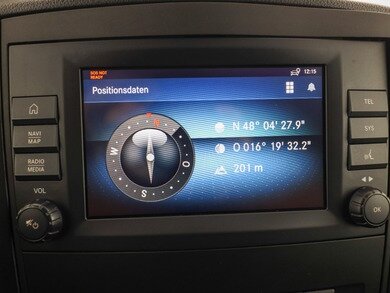 SOS NOT
READY
12:15
Positionsdaten
N
W
O
S
N 48° 04' 27.9"
O 016° 19' 32.2"
201 m
NAVI
MAP
RADIO
MEDIA
VOL
TEL
SYS
OK